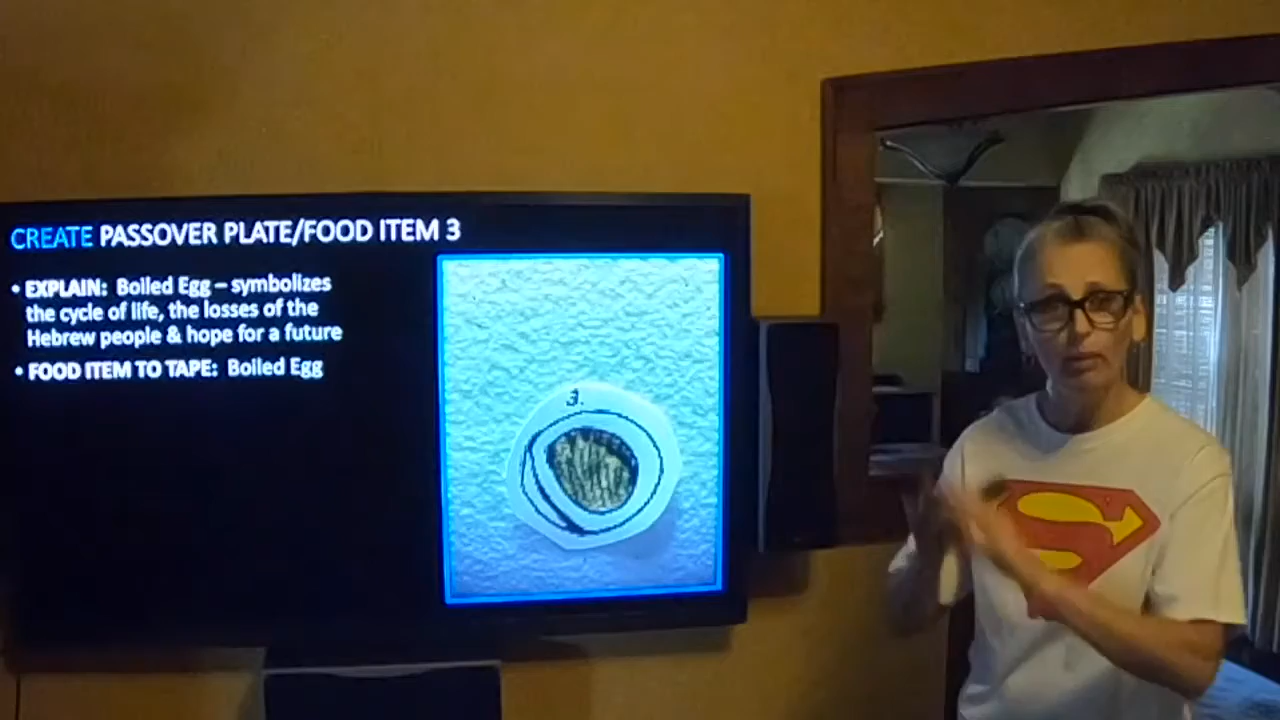 CREATE PASSOVER PLATE/FOOD ITEM 3
• EXPLAIN: Boiled Egg – symbolizes
the cycle of life, the losses of the
Hebrew people & hope for a future
• FOOD ITEM TO TAPE: Boiled Egg
3.
S